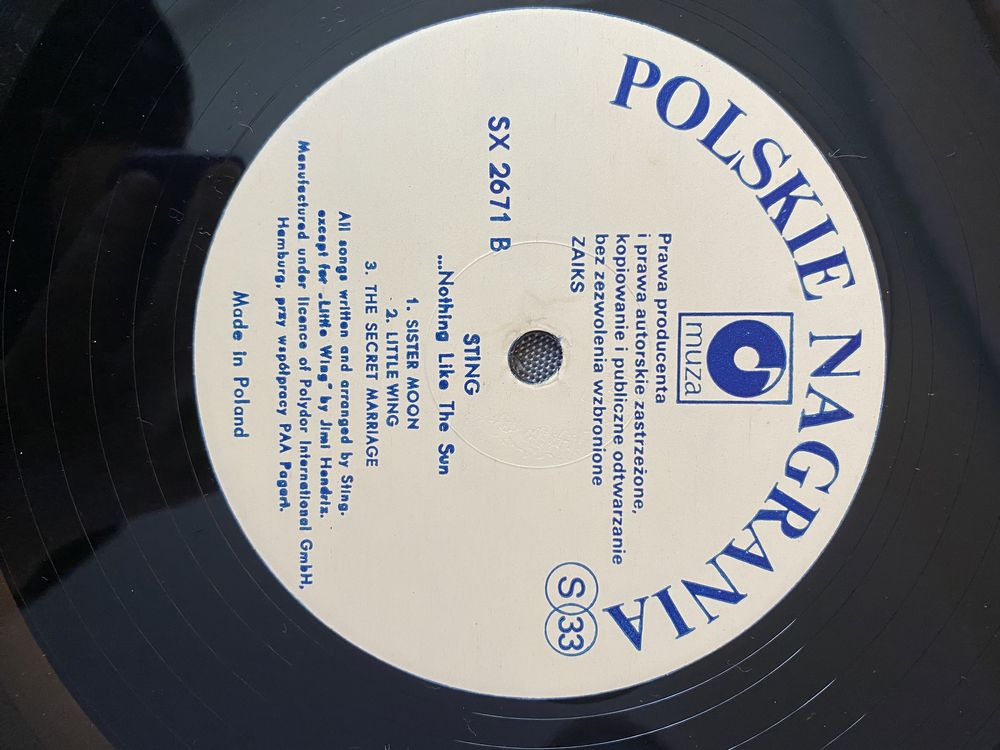 POLSKIE NAGRANIA
muza
Prawa producenta
i prawa autorskie zastrzeżone,
kopiowanie i publiczne odtwarzanie
bez zezwolenia wzbronione
ZAIKS
SX 2671 B
S 33
STING
...Nothing Like The Sun
1. SISTER MOON
2. LITTLE WING
3. THE SECRET MARRIAGE
All songs written and arranged by Sting.
except for „Little Wing" by Jimi Hendrix.
Manufactured under licence of Polydor International GmbH,
Hamburg, przy współpracy PAA Pagart.
Made in Poland